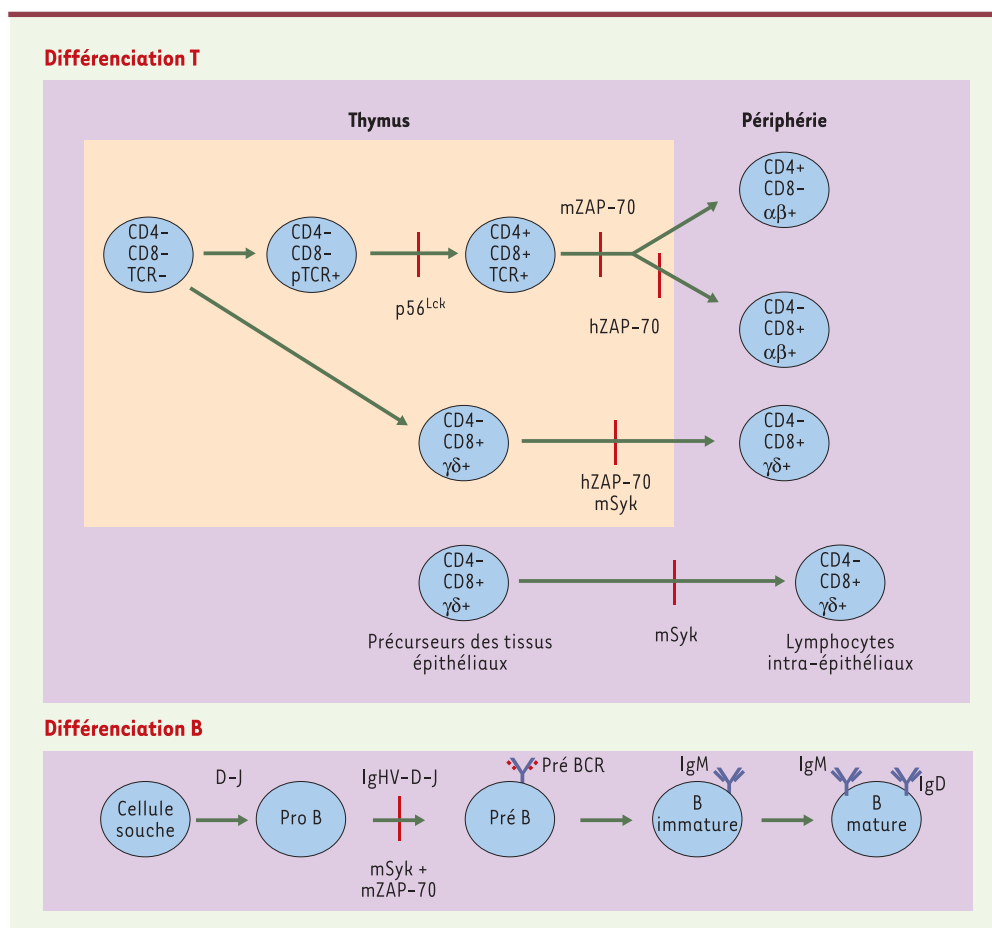 Différenciation T
Thymus
Périphérie
CD4-
CD8-
TCR-
CD4-
CD8-
pTCR+
p56Lck
CD4+
CD8+
TCR+
mZAP-70
hZAP-70
CD4+
CD8-
αβ+
CD4-
CD8+
αβ+
CD4-
CD8+
γδ+
hZAP-70
mSyk
CD4-
CD8+
γδ+
CD4-
CD8+
γδ+
Précurseurs des tissus
épithéliaux
mSyk
CD4-
CD8+
γδ+
Lymphocytes
intra-épithéliaux
Différenciation B
Cellule
souche
D-J
Pro B
IgHV-D-J
mSyk +
mZAP-70
Pré BCR
Pré B
IgM
B
immature
IgM
IgD
B
mature